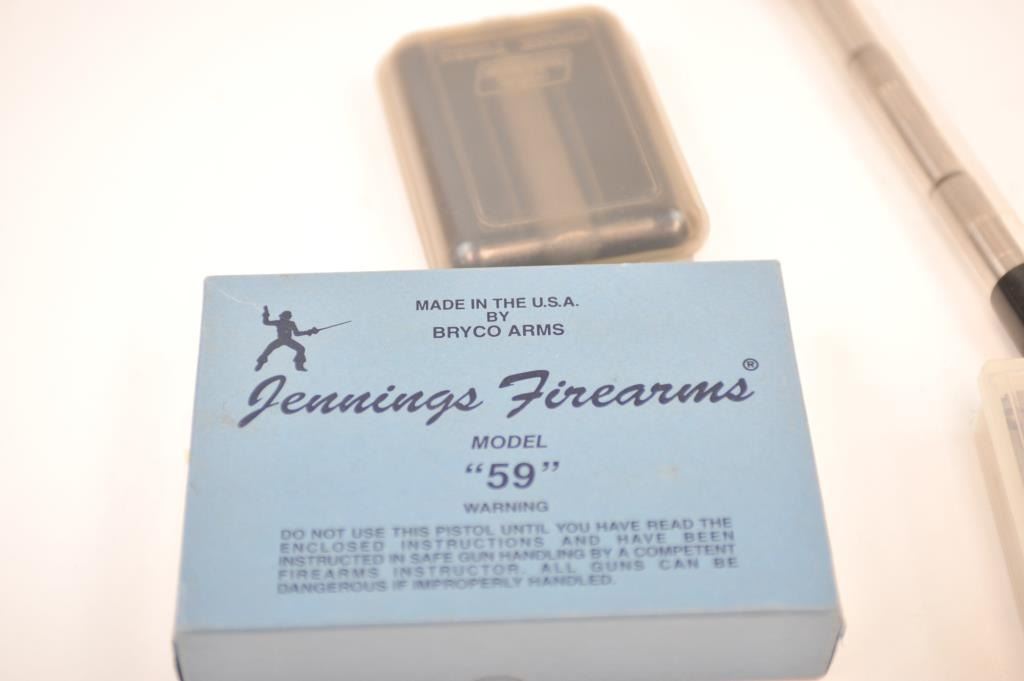 MADE IN THE U.S.A.
BY
BRYCO ARMS
Jennings Firearms®
MODEL
“59”
WARNING
DO NOT USE THIS PISTOL UNTIL YOU HAVE READ THE
ENCLOSED INSTRUCTIONS AND HAVE BEEN
INSTRUCTED IN SAFE GUN HANDLING BY A COMPETENT
FIREARMS INSTRUCTOR. ALL GUNS CAN BE
DANGEROUS IF IMPROPERLY HANDLED.